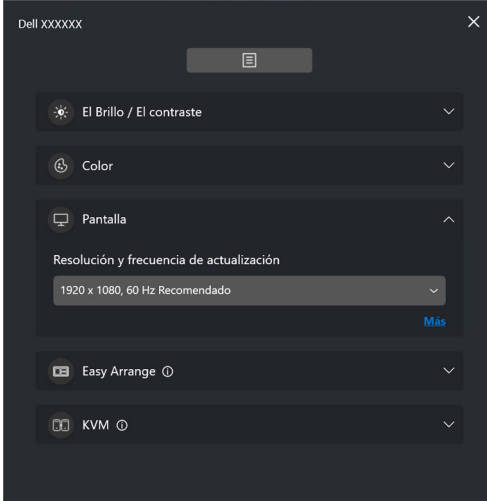 Dell XXXXXX
El Brillo / El contraste
Color
Pantalla
Resolución y frecuencia de actualización
1920 x 1080, 60 Hz Recomendado
Más
Easy Arrange
KVM